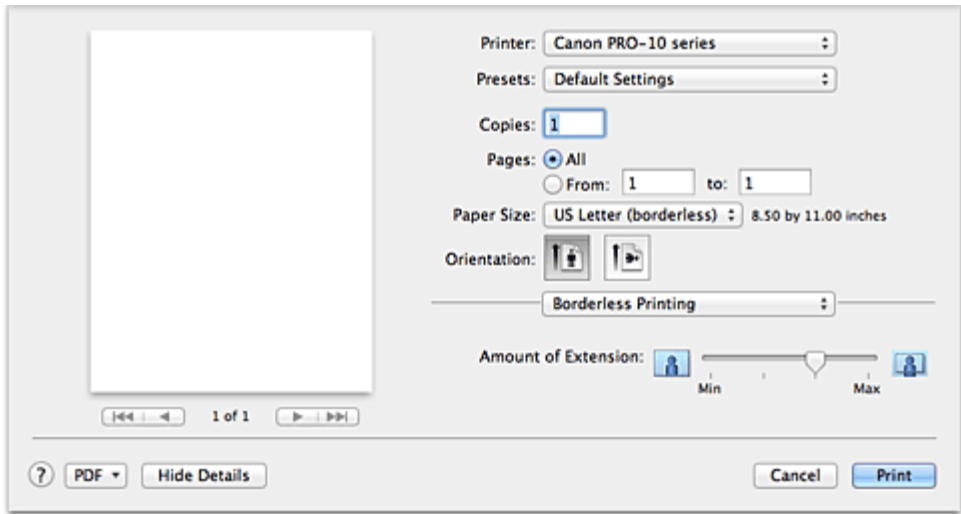 Printer: Canon PRO-10 series
Presets: Default Settings
Copies: 1
Pages: All
From: 1 to: 1
Paper Size: US Letter (borderless) 8.50 by 11.00 inches
Orientation:
Borderless Printing
Amount of Extension:
Min Max
1 of 1
? PDF Hide Details Cancel Print